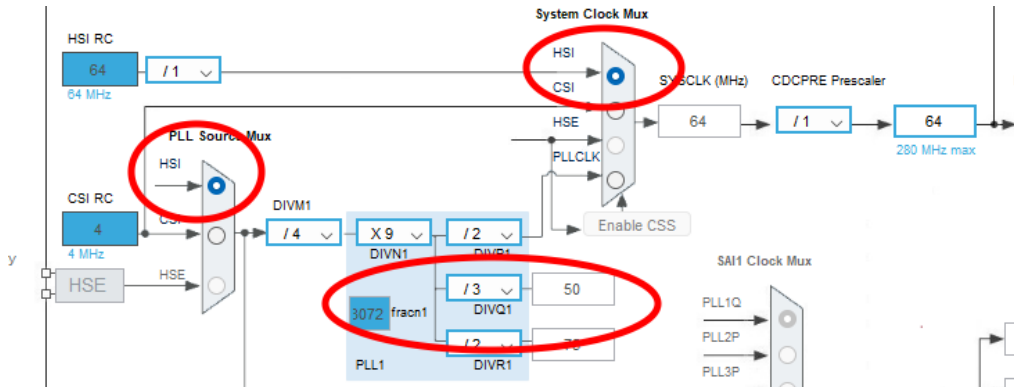 System Clock Mux
HSI RC
64
64 MHz
/ 1
HSI
CSI
HSE
PLLCLK
SYSCLK (MHz)
64
CDCPRE Prescaler
/ 1
64
280 MHz max
Enable CSS
PLL Source Mux
HSI
CSI
HSE
CSI RC
4
4 MHz
HSE
y
DIVM1
/ 4
X 9
DIVN1
/ 2
DIVP1
/ 3
50
DIVQ1
3072
fracn1
/ 2
75
DIVR1
PLL1
SAI1 Clock Mux
PLL1Q
PLL2P
PLL3P